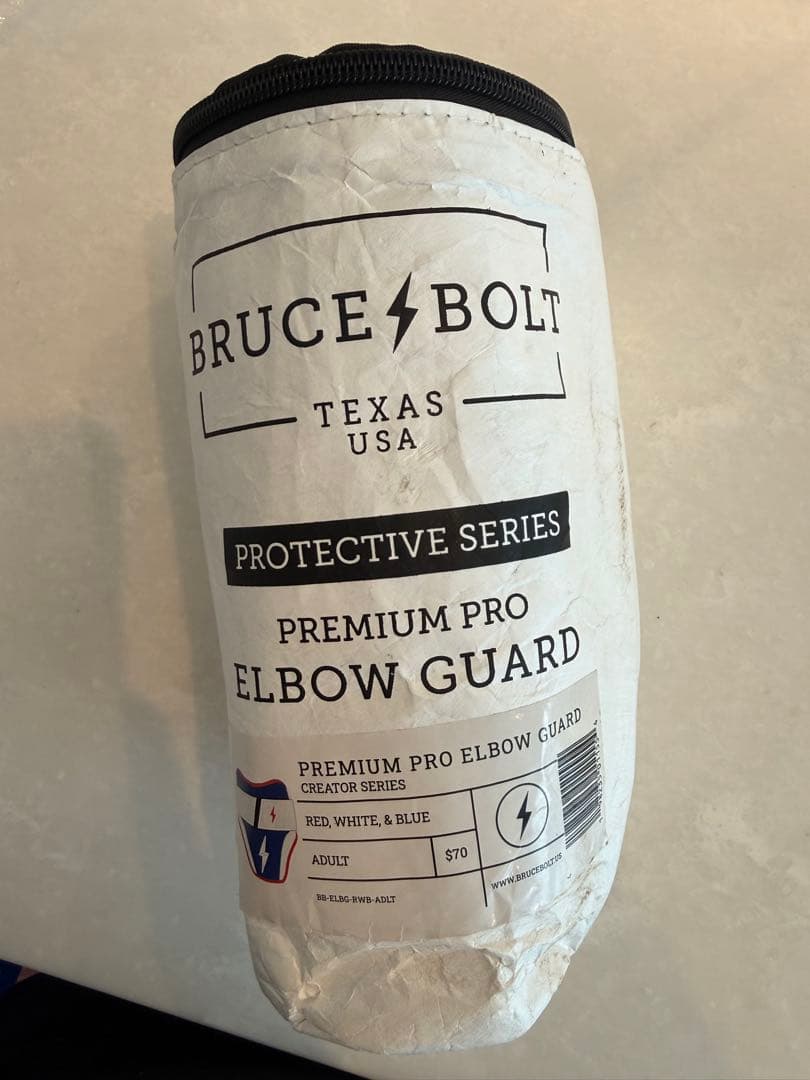 BRUCE BOLT
TEXAS
USA
PROTECTIVE SERIES
PREMIUM PRO
ELBOW GUARD
PREMIUM PRO ELBOW GUARD
CREATOR SERIES
RED, WHITE, & BLUE
ADULT
$70
WWW.BRUCEBOLT.US
BB-ELBG-RWB-ADLT